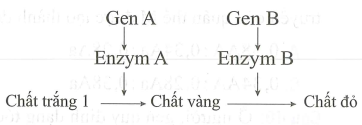 Gen A Gen B
Enzym A Enzym B
Chất trắng 1 Chất vàng Chất đỏ